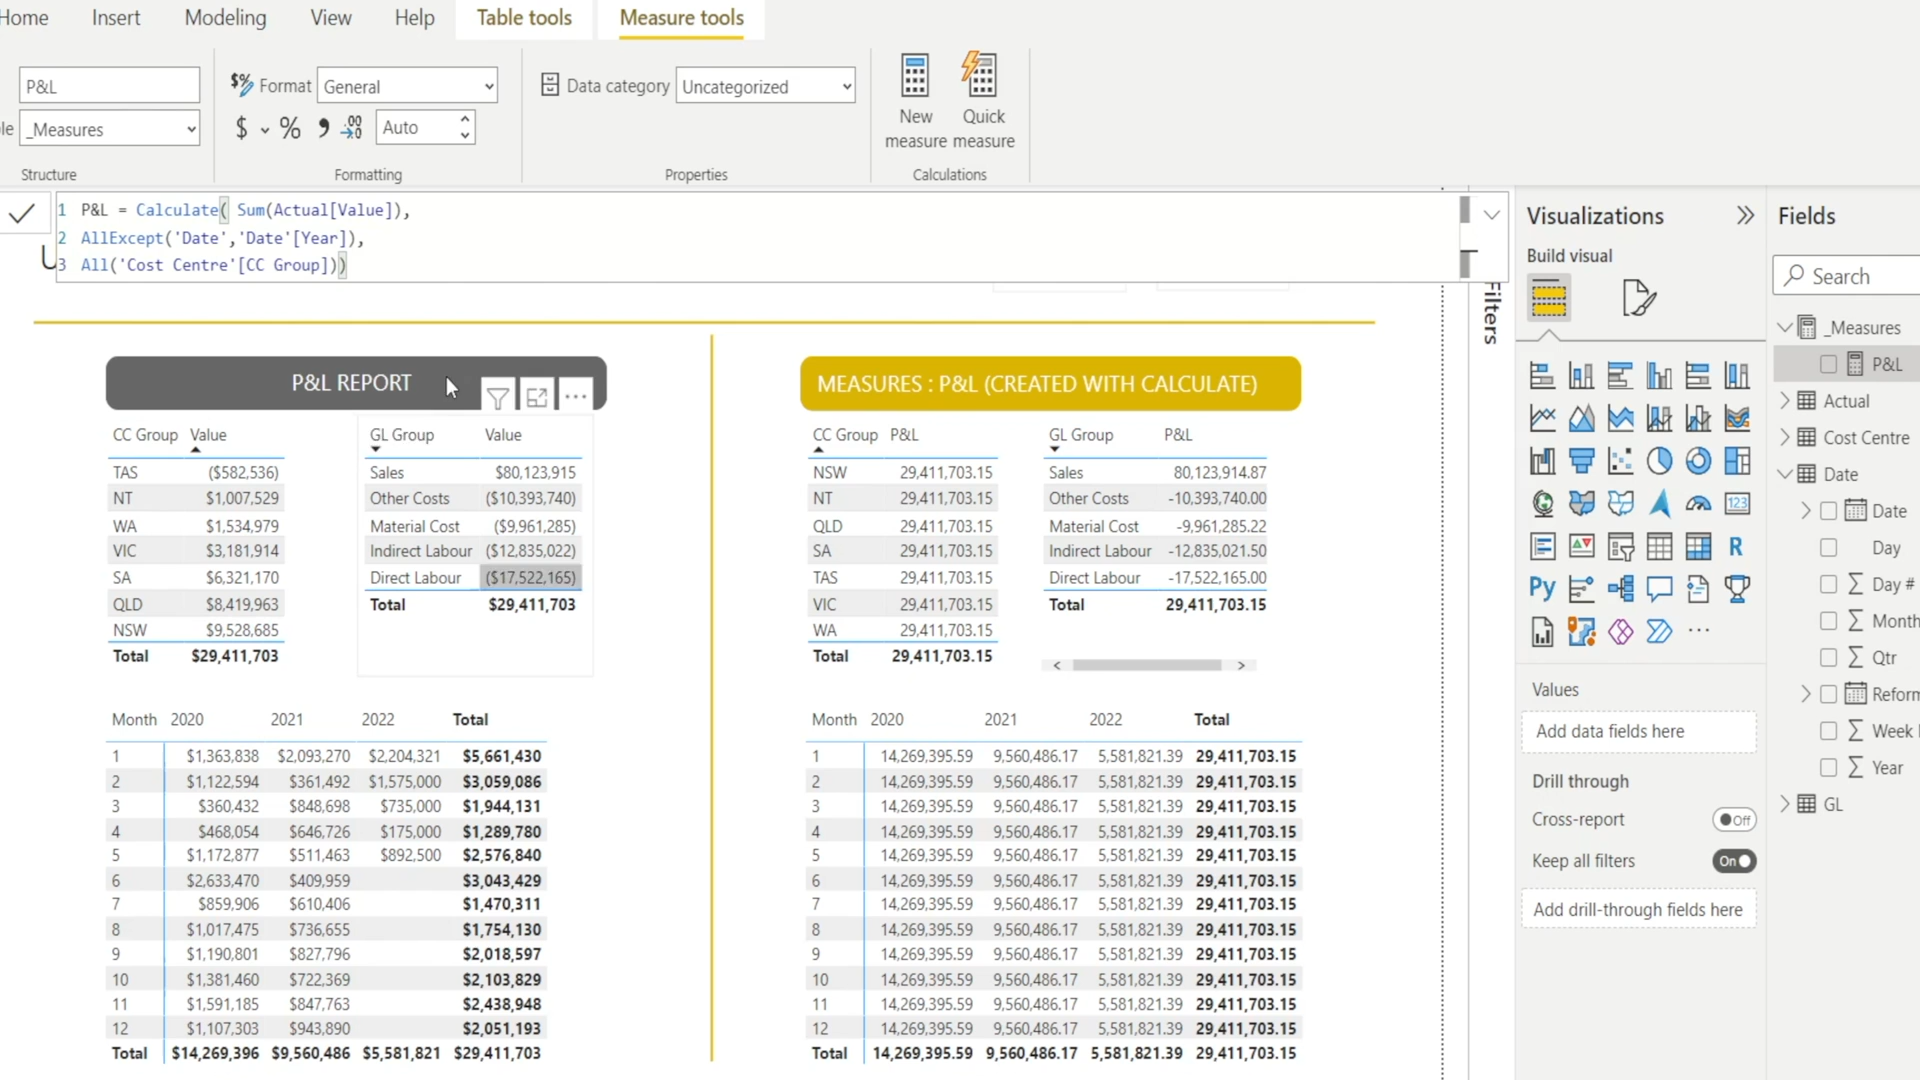 Home Insert Modeling View Help Table tools Measure tools
P&L
$% Format General
Data category Uncategorized
New measure
Quick measure
le _Measures
$ % , .00 Auto
Structure Formatting Properties Calculations
1 P&L = Calculate( Sum(Actual[Value]),
2 AllExcept('Date','Date'[Year]),
3 All('Cost Centre'[CC Group]))
U
Filters
P&L REPORT
CC Group Value
TAS ($582,536)
NT $1,007,529
WA $1,534,979
VIC $3,181,914
SA $6,321,170
QLD $8,419,963
NSW $9,528,685
Total $29,411,703
GL Group Value
Sales $80,123,915
Other Costs ($10,393,740)
Material Cost ($9,961,285)
Indirect Labour ($12,835,022)
Direct Labour ($17,522,165)
Total $29,411,703
Month 2020 2021 2022 Total
1 $1,363,838 $2,093,270 $2,204,321 $5,661,430
2 $1,122,594 $361,492 $1,575,000 $3,059,086
3 $360,432 $848,698 $735,000 $1,944,131
4 $468,054 $646,726 $175,000 $1,289,780
5 $1,172,877 $511,463 $892,500 $2,576,840
6 $2,633,470 $409,959 $3,043,429
7 $859,906 $610,406 $1,470,311
8 $1,017,475 $736,655 $1,754,130
9 $1,190,801 $827,796 $2,018,597
10 $1,381,460 $722,369 $2,103,829
11 $1,591,185 $847,763 $2,438,948
12 $1,107,303 $943,890 $2,051,193
Total $14,269,396 $9,560,486 $5,581,821 $29,411,703
MEASURES : P&L (CREATED WITH CALCULATE)
CC Group P&L
NSW 29,411,703.15
NT 29,411,703.15
QLD 29,411,703.15
SA 29,411,703.15
TAS 29,411,703.15
VIC 29,411,703.15
WA 29,411,703.15
Total 29,411,703.15
GL Group P&L
Sales 80,123,914.87
Other Costs -10,393,740.00
Material Cost -9,961,285.22
Indirect Labour -12,835,021.50
Direct Labour -17,522,165.00
Total 29,411,703.15
Month 2020 2021 2022 Total
1 14,269,395.59 9,560,486.17 5,581,821.39 29,411,703.15
2 14,269,395.59 9,560,486.17 5,581,821.39 29,411,703.15
3 14,269,395.59 9,560,486.17 5,581,821.39 29,411,703.15
4 14,269,395.59 9,560,486.17 5,581,821.39 29,411,703.15
5 14,269,395.59 9,560,486.17 5,581,821.39 29,411,703.15
6 14,269,395.59 9,560,486.17 5,581,821.39 29,411,703.15
7 14,269,395.59 9,560,486.17 5,581,821.39 29,411,703.15
8 14,269,395.59 9,560,486.17 5,581,821.39 29,411,703.15
9 14,269,395.59 9,560,486.17 5,581,821.39 29,411,703.15
10 14,269,395.59 9,560,486.17 5,581,821.39 29,411,703.15
11 14,269,395.59 9,560,486.17 5,581,821.39 29,411,703.15
12 14,269,395.59 9,560,486.17 5,581,821.39 29,411,703.15
Total 14,269,395.59 9,560,486.17 5,581,821.39 29,411,703.15
Visualizations
Build visual
123
R
Py
Values
Add data fields here
Drill through
Cross-report Off
Keep all filters On
Add drill-through fields here
Fields
Search
_Measures
P&L
Actual
Cost Centre
Date
Date
Day
Day #
Month
Qtr
Reform
Week
Year
GL